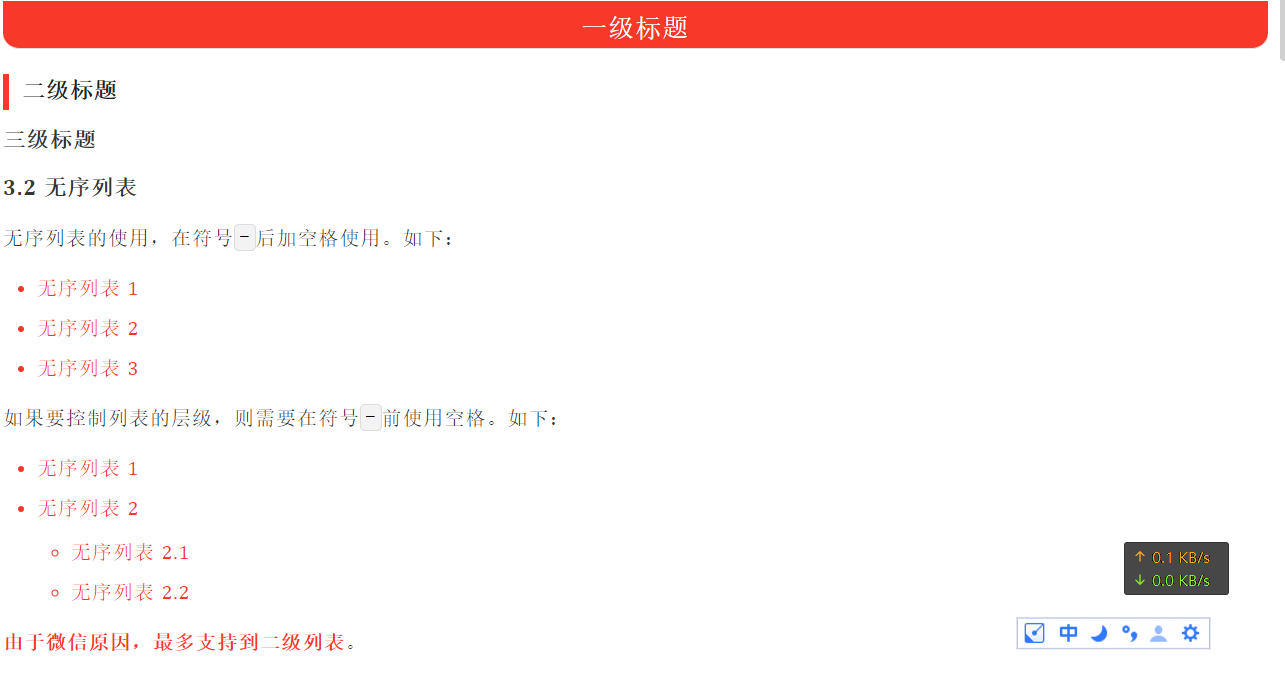 一级标题
二级标题
三级标题
3.2 无序列表
无序列表的使用，在符号-后加空格使用。如下：
• 无序列表 1
• 无序列表 2
• 无序列表 3
如果要控制列表的层级，则需要在符号-前使用空格。如下：
• 无序列表 1
• 无序列表 2
◦ 无序列表 2.1
◦ 无序列表 2.2
由于微信原因，最多支持到二级列表。
↑ 0.1 KB/s
↓ 0.0 KB/s
中